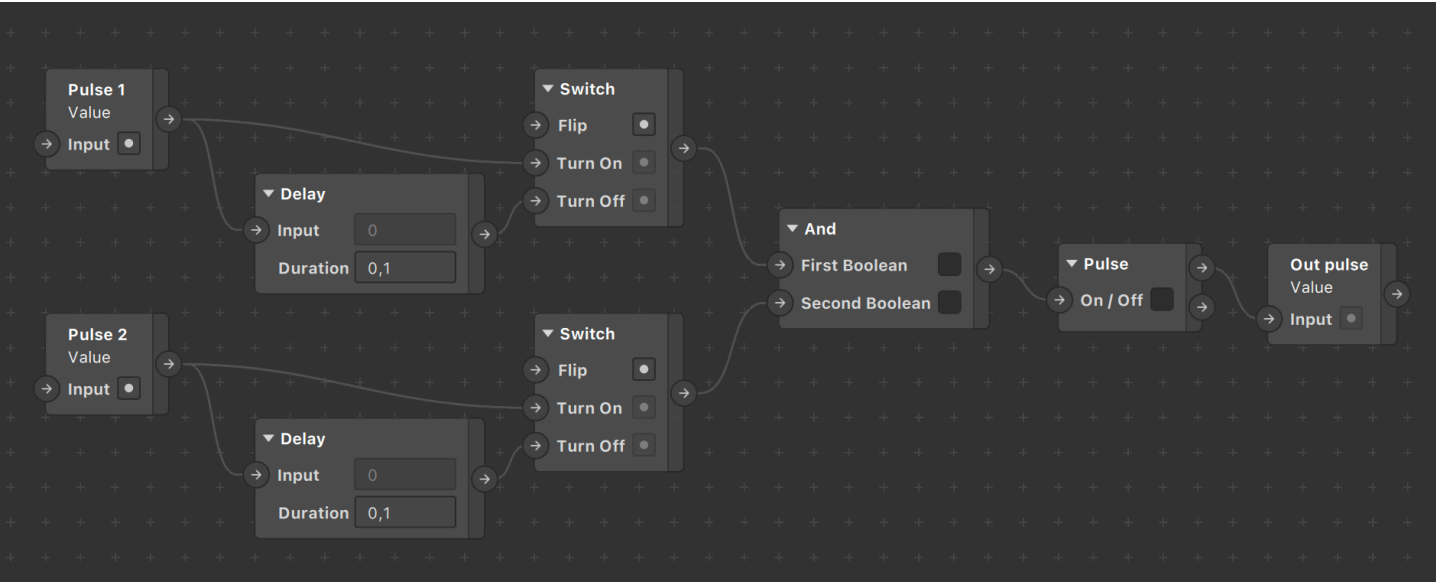 Pulse 1
Value
Input
Delay
Input 0
Duration 0,1
Switch
Flip
Turn On
Turn Off
Pulse 2
Value
Input
Delay
Input 0
Duration 0,1
Switch
Flip
Turn On
Turn Off
And
First Boolean
Second Boolean
Pulse
On / Off
Out pulse
Value
Input